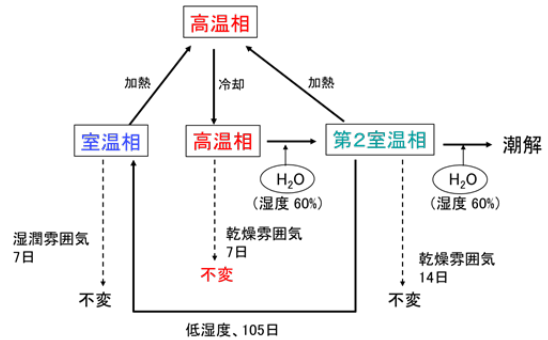 高温相
加熱
冷却
加熱
室温相
高温相
第2室温相
潮解
H₂O
(湿度 60%)
H₂O
(湿度 60%)
湿潤雰囲気
7日
乾燥雰囲気
7日
乾燥雰囲気
14日
不変
不変
不変
低湿度、105日